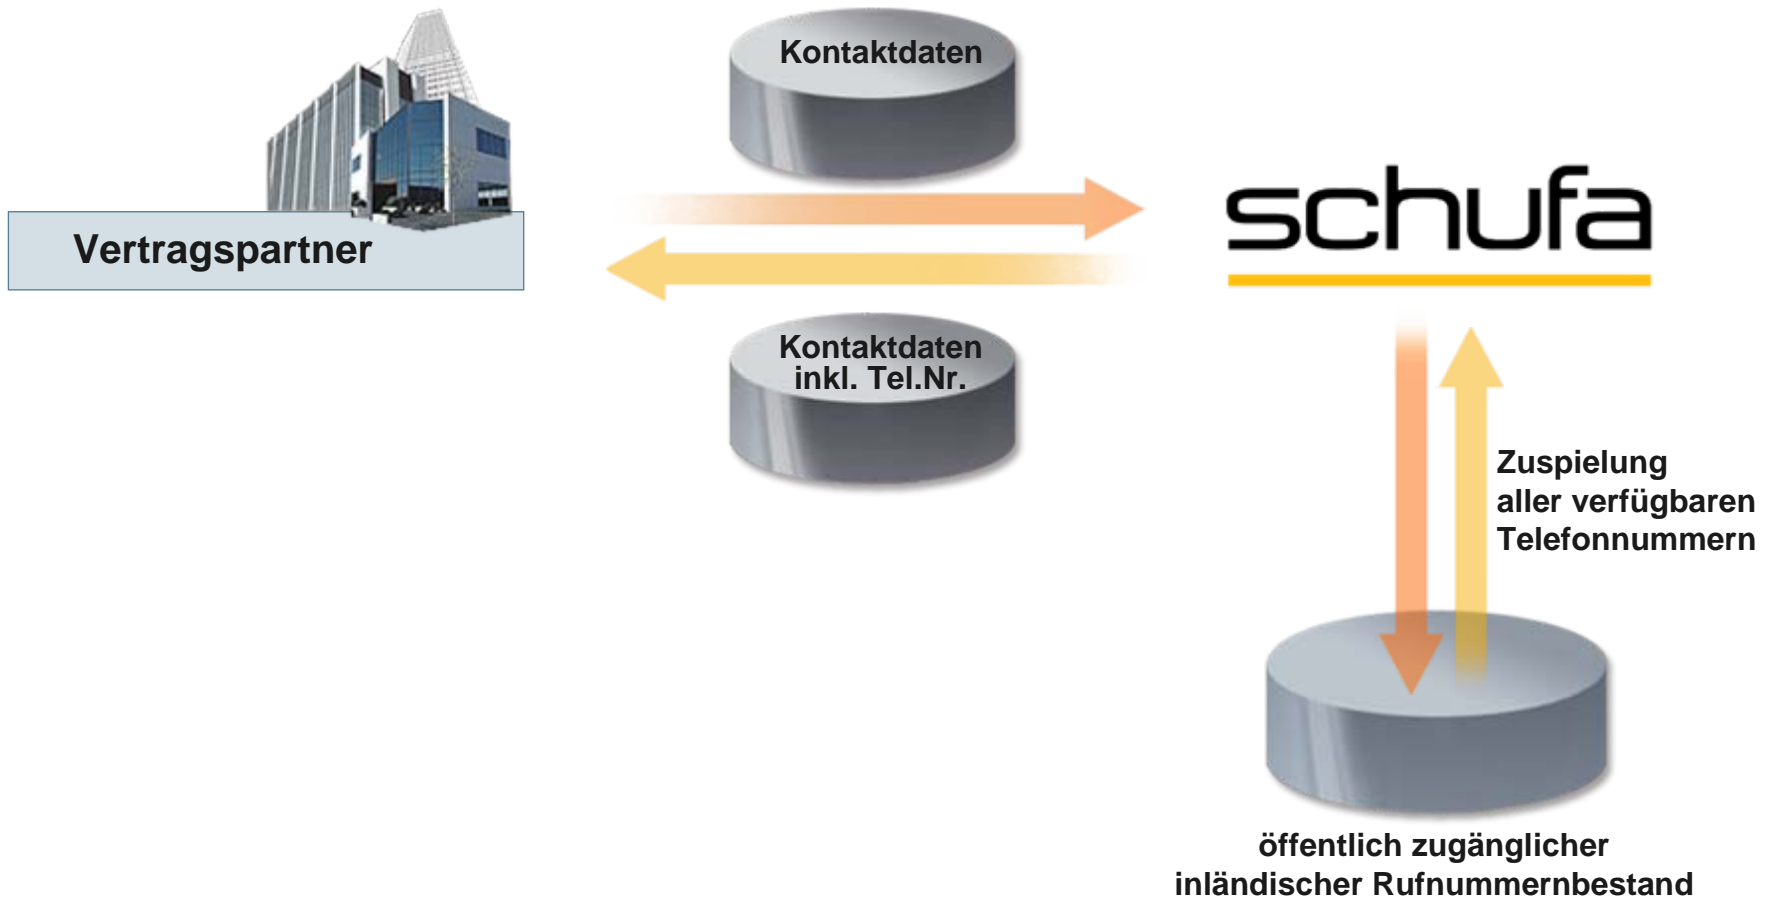 Kontaktdaten
schufa
Vertragspartner
Kontaktdaten
inkl. Tel.Nr.
Zuspielung
aller verfügbaren
Telefonnummern
öffentlich zugänglicher
inländischer Rufnummernbestand